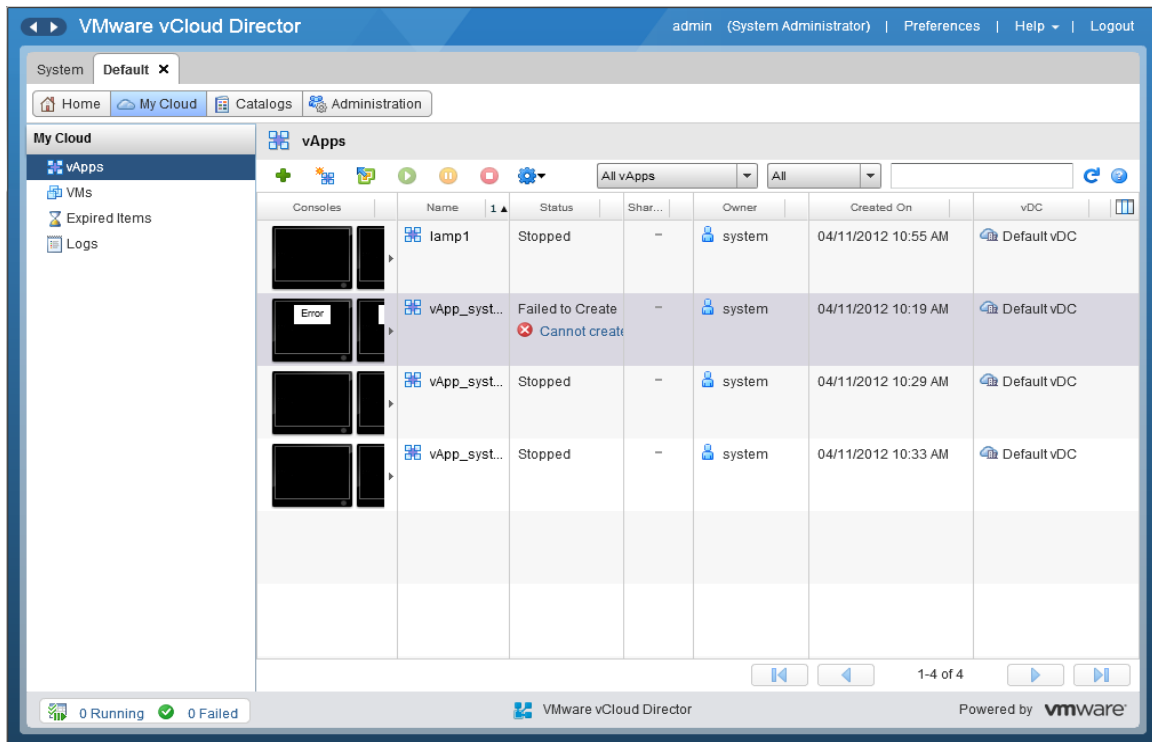 VMware vCloud Director admin (System Administrator) | Preferences | Help | Logout
System Default
Home My Cloud Catalogs Administration
My Cloud
vApps
VMs
Expired Items
Logs
vApps
All vApps All
Consoles Name 1 Status Shar... Owner Created On vDC
lamp1 Stopped – system 04/11/2012 10:55 AM Default vDC
Error vApp_syst... Failed to Create – system 04/11/2012 10:19 AM Default vDC
Cannot create
vApp_syst... Stopped – system 04/11/2012 10:29 AM Default vDC
vApp_syst... Stopped – system 04/11/2012 10:33 AM Default vDC
1-4 of 4
0 Running 0 Failed VMware vCloud Director Powered by vmware